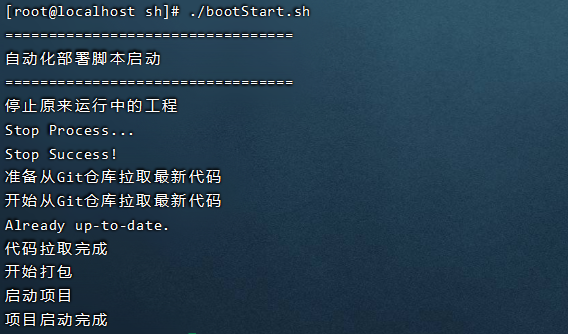 [root@localhost sh]# ./bootStart.sh
=================================
自动化部署脚本启动
=================================
停止原来运行中的工程
Stop Process...
Stop Success!
准备从Git仓库拉取最新代码
开始从Git仓库拉取最新代码
Already up-to-date.
代码拉取完成
开始打包
启动项目
项目启动完成